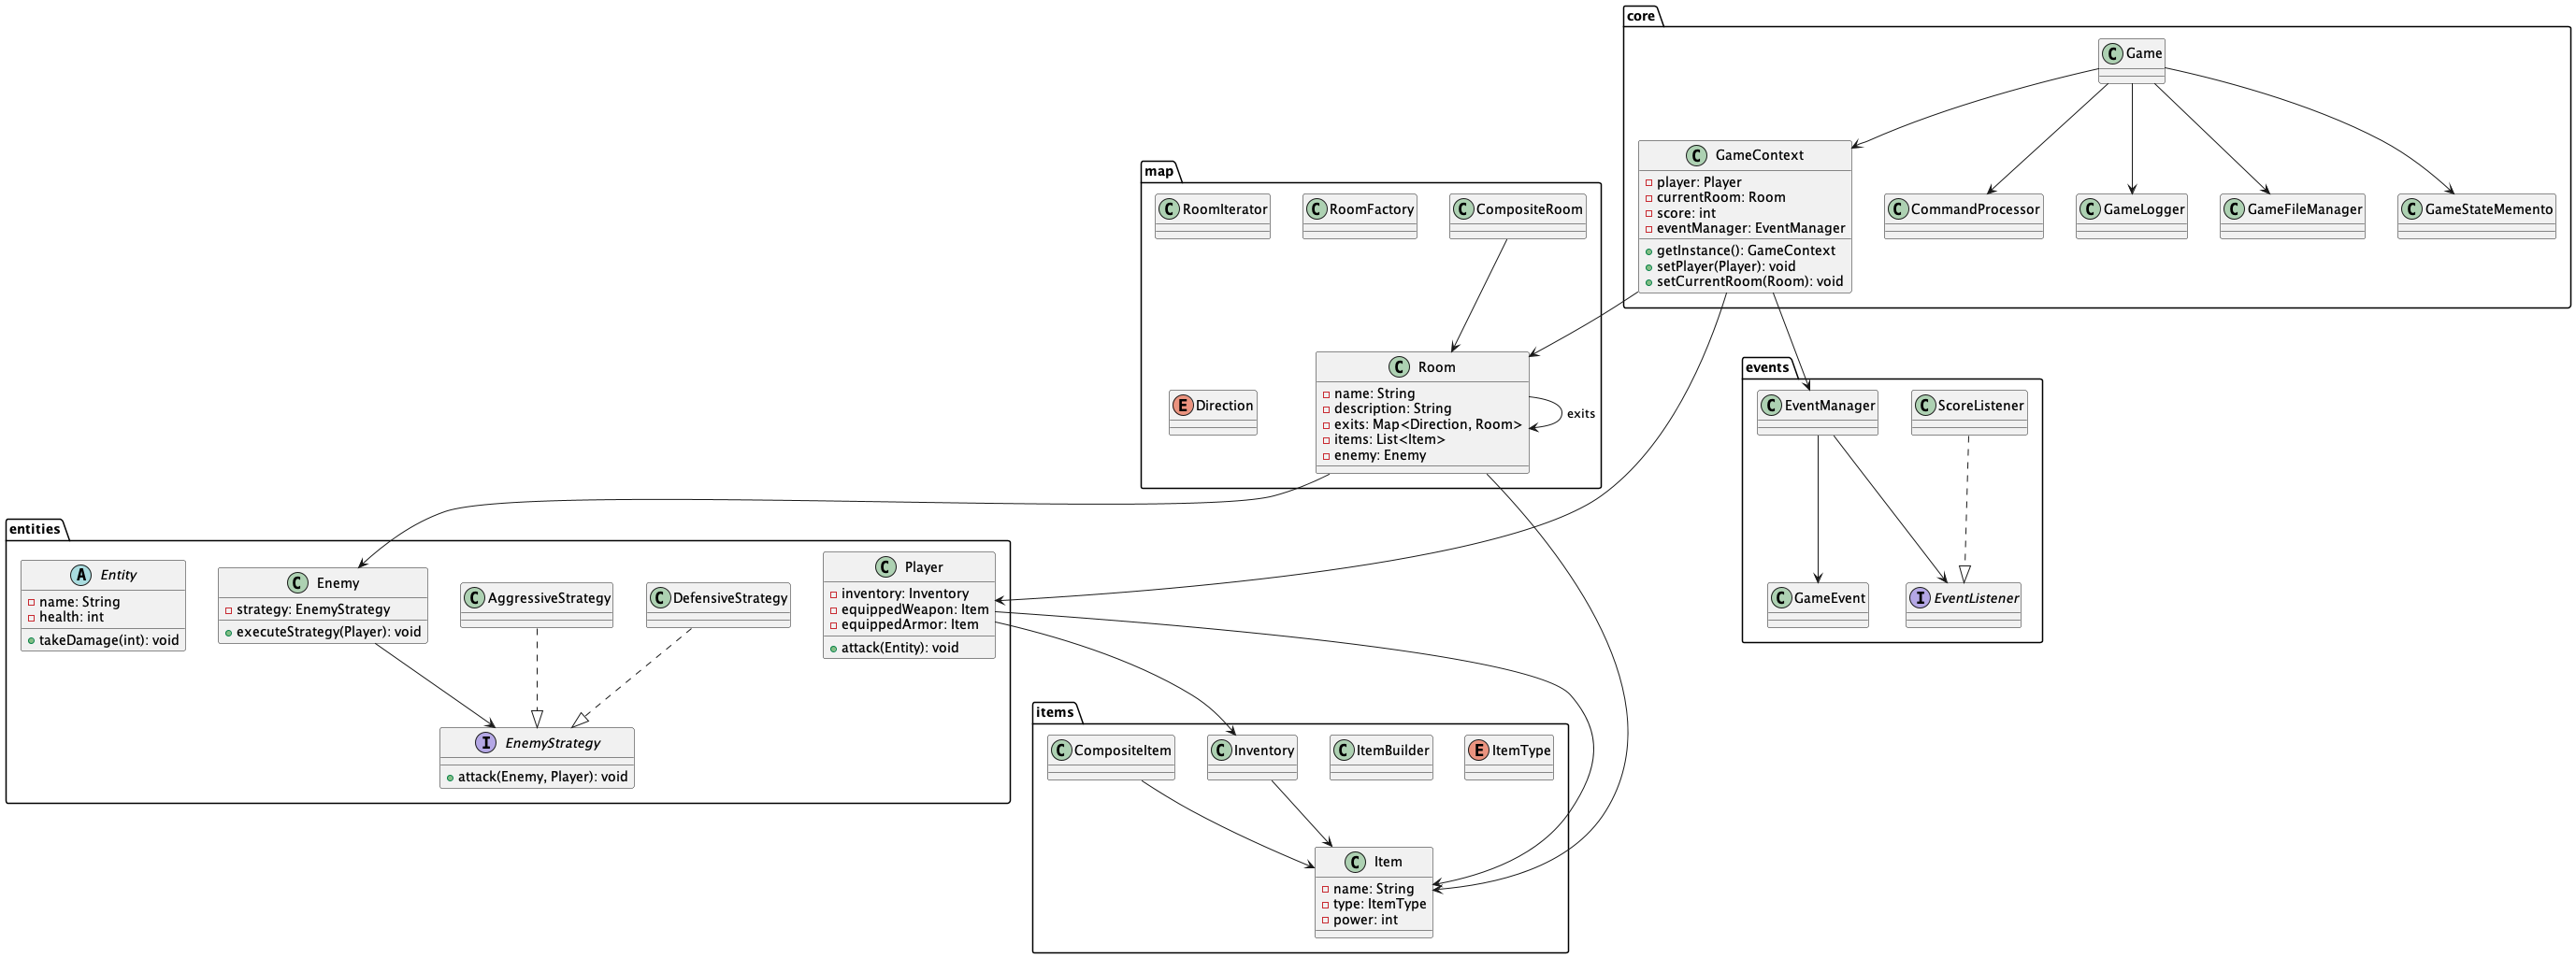 core
C Game
C GameContext
player: Player
currentRoom: Room
score: int
eventManager: EventManager
getInstance(): GameContext
setPlayer(Player): void
setCurrentRoom(Room): void
C CommandProcessor
C GameLogger
C GameFileManager
C GameStateMemento
map
C RoomIterator
C RoomFactory
C CompositeRoom
E Direction
C Room
name: String
description: String
exits: Map<Direction, Room>
items: List<Item>
enemy: Enemy
exits
events
C EventManager
C ScoreListener
C GameEvent
I EventListener
entities
A Entity
name: String
health: int
takeDamage(int): void
C Enemy
strategy: EnemyStrategy
executeStrategy(Player): void
C AggressiveStrategy
C DefensiveStrategy
C Player
inventory: Inventory
equippedWeapon: Item
equippedArmor: Item
attack(Entity): void
I EnemyStrategy
attack(Enemy, Player): void
items
C CompositeItem
C Inventory
C ItemBuilder
E ItemType
C Item
name: String
type: ItemType
power: int